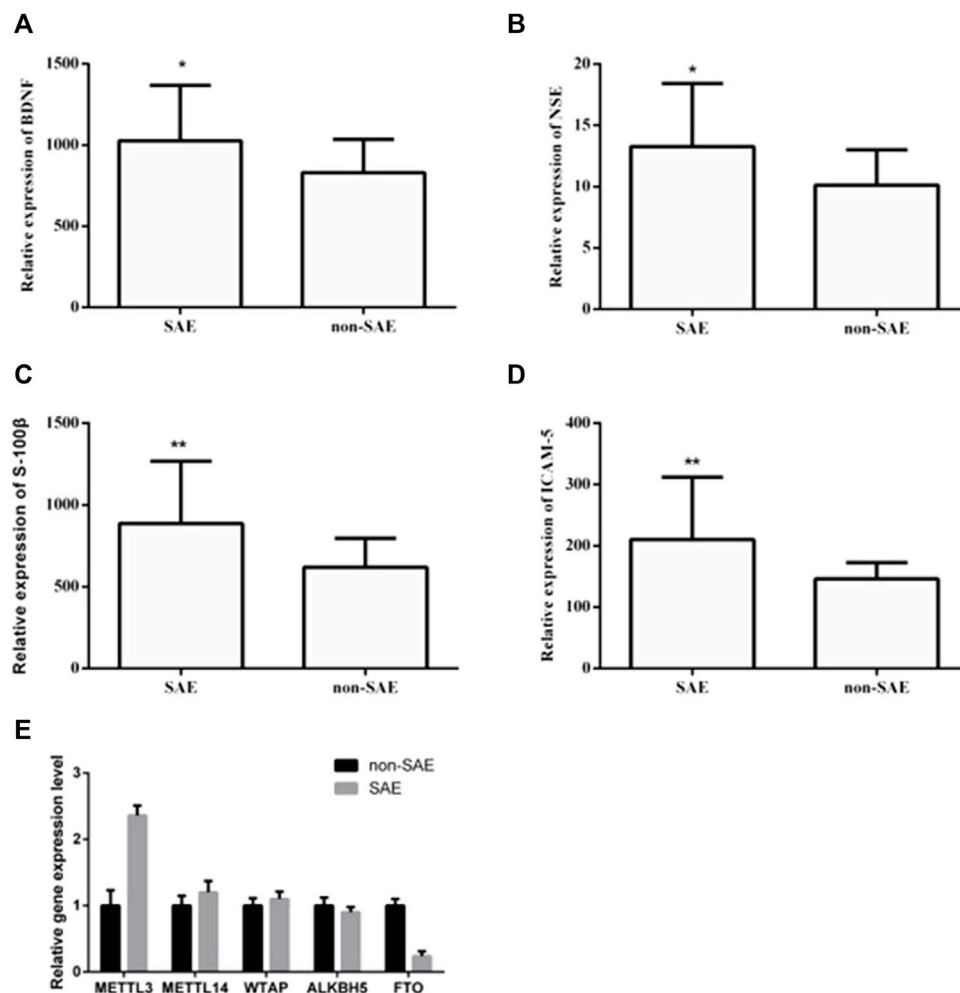 A
Relative expression of BDNF
1500
1000
500
0
*
SAE
non-SAE
B
Relative expression of NSE
20
15
10
5
0
*
SAE
non-SAE
C
Relative expression of S-100β
1500
1000
500
0
**
SAE
non-SAE
D
Relative expression of ICAM-5
400
300
200
100
0
**
SAE
non-SAE
E
Relative gene expression level
3
2
1
0
non-SAE
SAE
METTL3 METTL14 WTAP ALKBH5 FTO